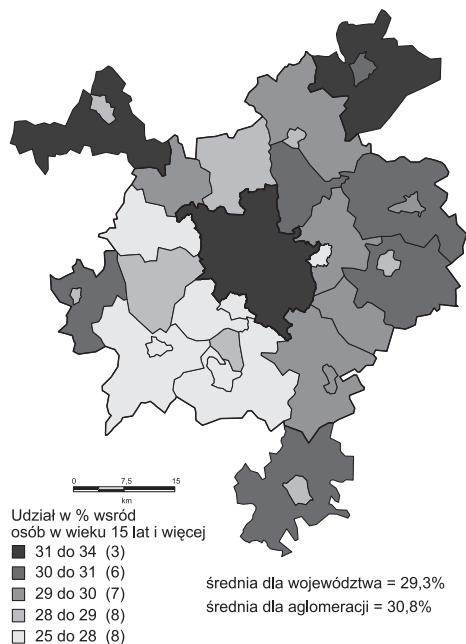 0 7,5 15
km
Udział w % wsród
osób w wieku 15 lat i więcej
31 do 34 (3)
30 do 31 (6)
29 do 30 (7)
28 do 29 (8)
25 do 28 (8)
średnia dla województwa = 29,3%
średnia dla aglomeracji = 30,8%